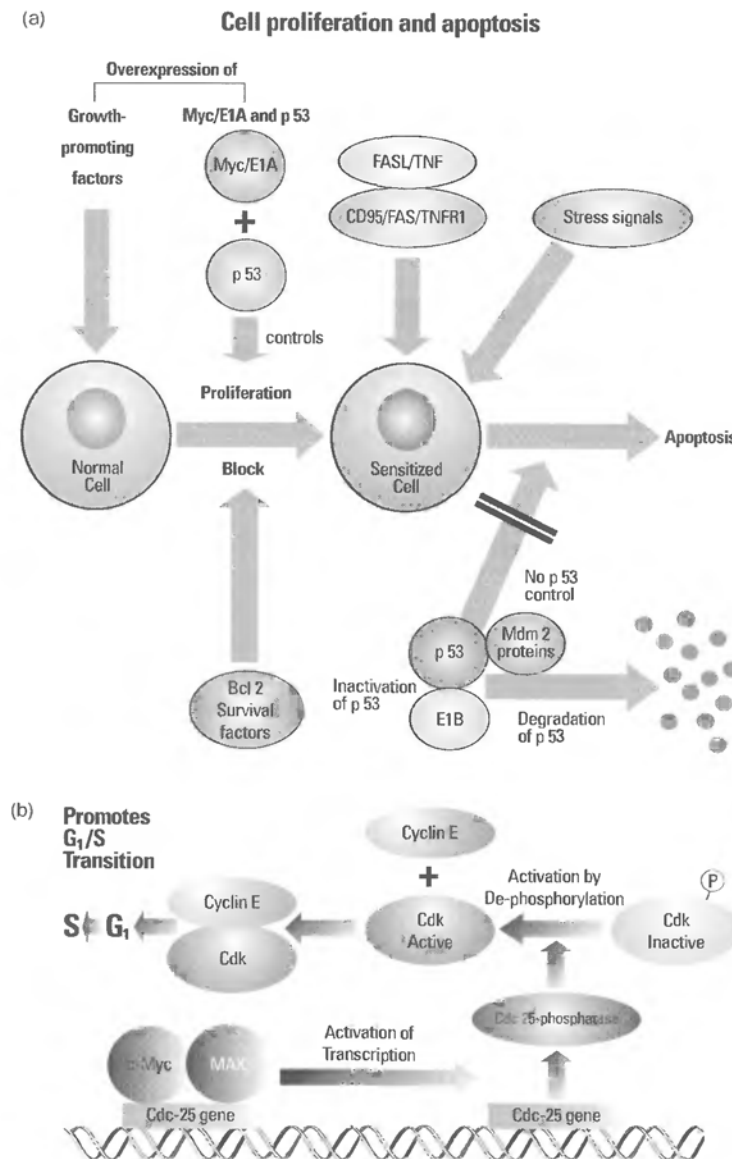 (a)
Cell proliferation and apoptosis
Overexpression of
Growth-
promoting
factors
Myc/E1A and p 53
Myc/E1A
+
p 53
controls
FASL/TNF
CD95/FAS/TNFR1
Stress signals
Normal
Cell
Proliferation
Block
Sensitized
Cell
Apoptosis
Bcl 2
Survival
factors
No p 53
control
p 53
Mdm 2
proteins
Inactivation
of p 53
E1B
Degradation
of p 53
(b)
Promotes
G₁/S
Transition
Cyclin E
+
Cdk
Active
Activation by
De-phosphorylation
P
Cdk
Inactive
Cyclin E
Cdk
S
G₁
Cdc 25-phosphatase
c-Myc
MAX
Activation of
Transcription
Cdc-25 gene
Cdc-25 gene